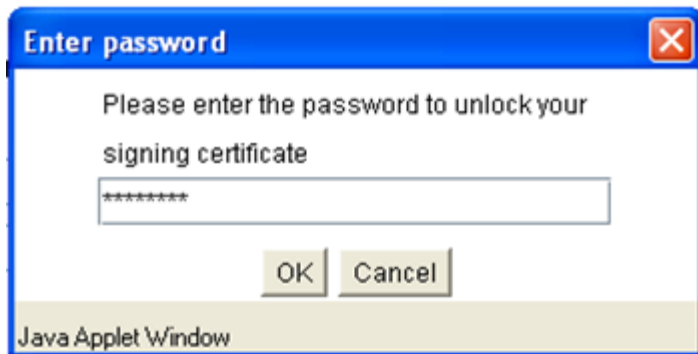 Enter password
Please enter the password to unlock your
signing certificate
********
OK Cancel
Java Applet Window